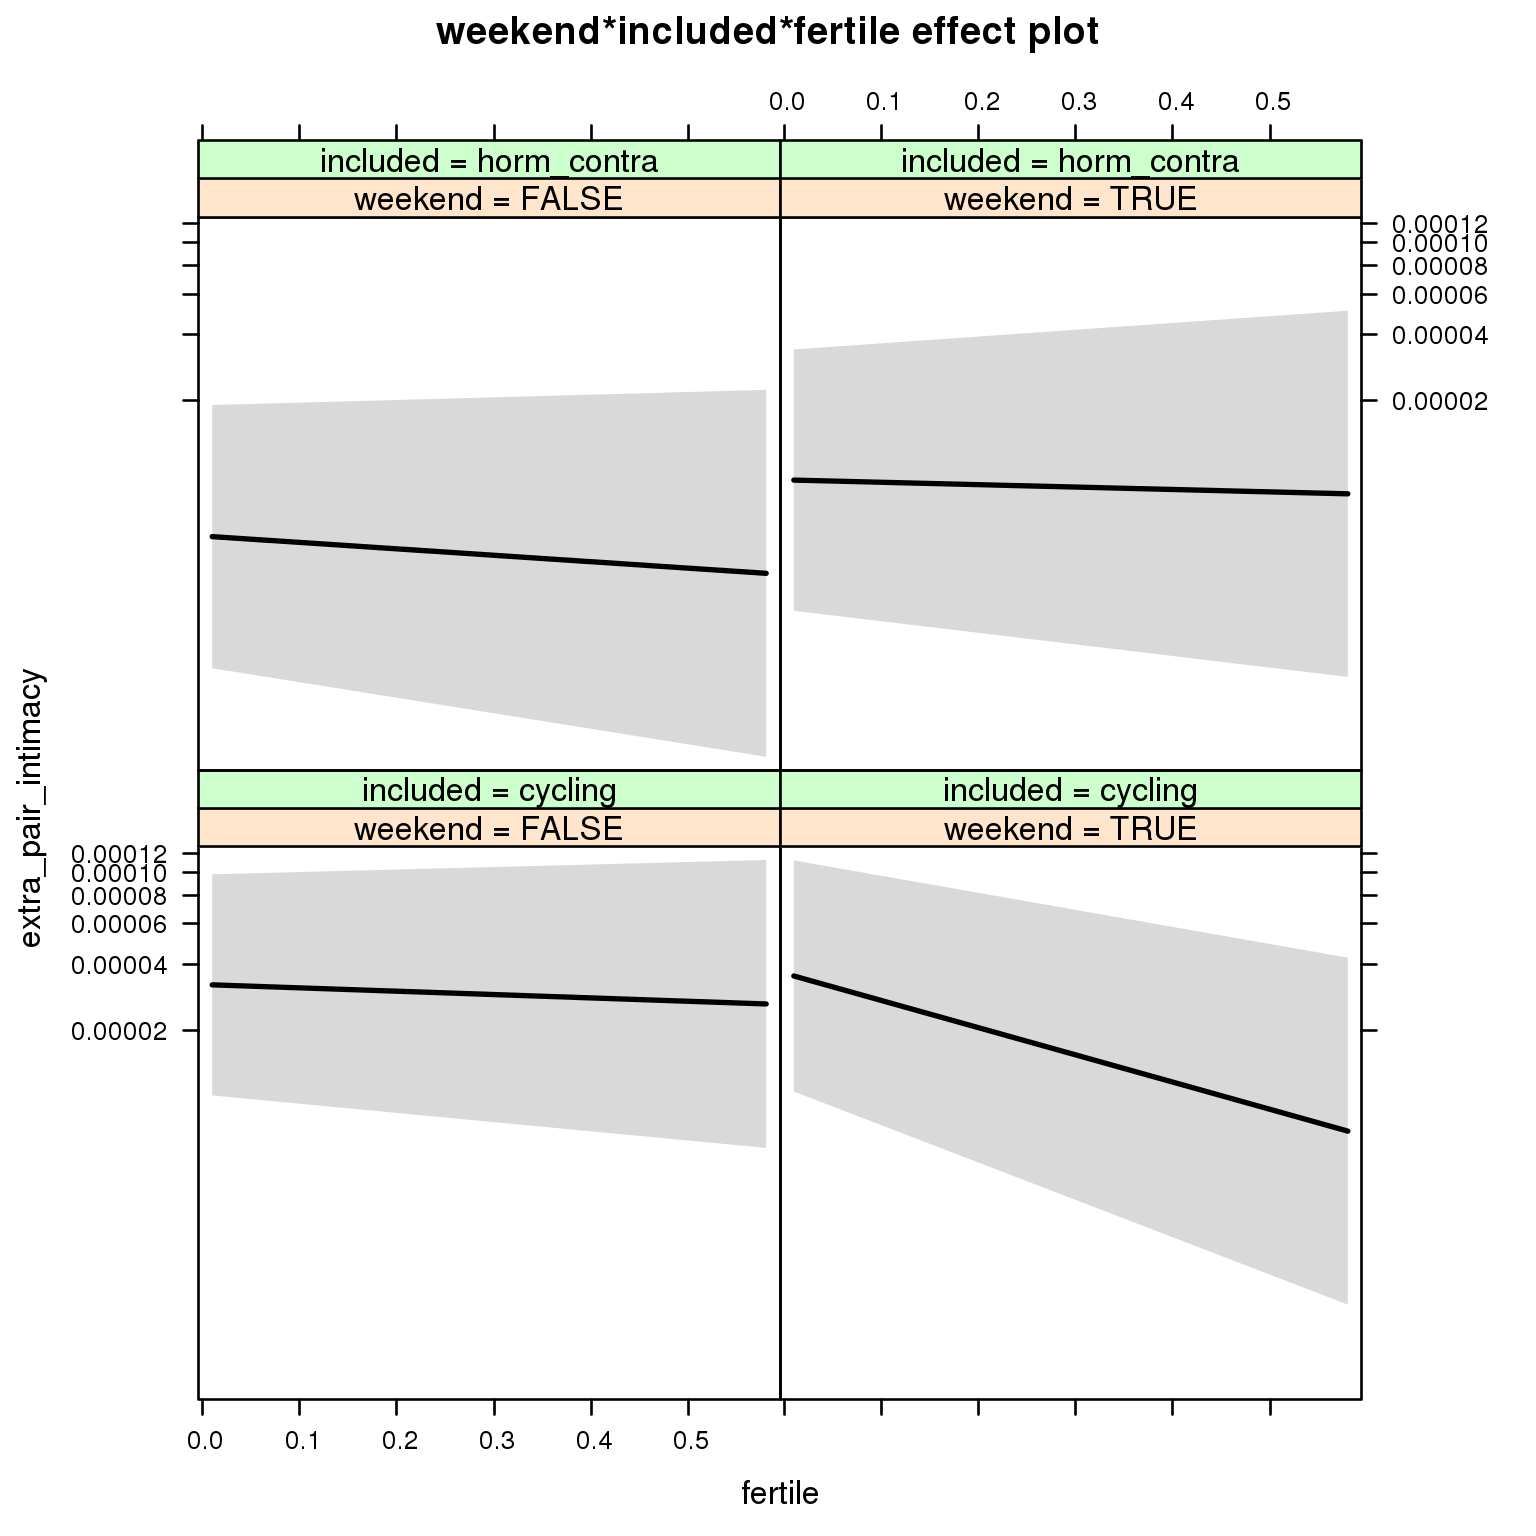 weekend*included*fertile effect plot
0.0 0.1 0.2 0.3 0.4 0.5
included = horm_contra included = horm_contra
weekend = FALSE weekend = TRUE
0.00012
0.00010
0.00008
0.00006
0.00004
0.00002
extra_pair_intimacy
included = cycling included = cycling
weekend = FALSE weekend = TRUE
0.00012
0.00010
0.00008
0.00006
0.00004
0.00002
0.0 0.1 0.2 0.3 0.4 0.5
fertile